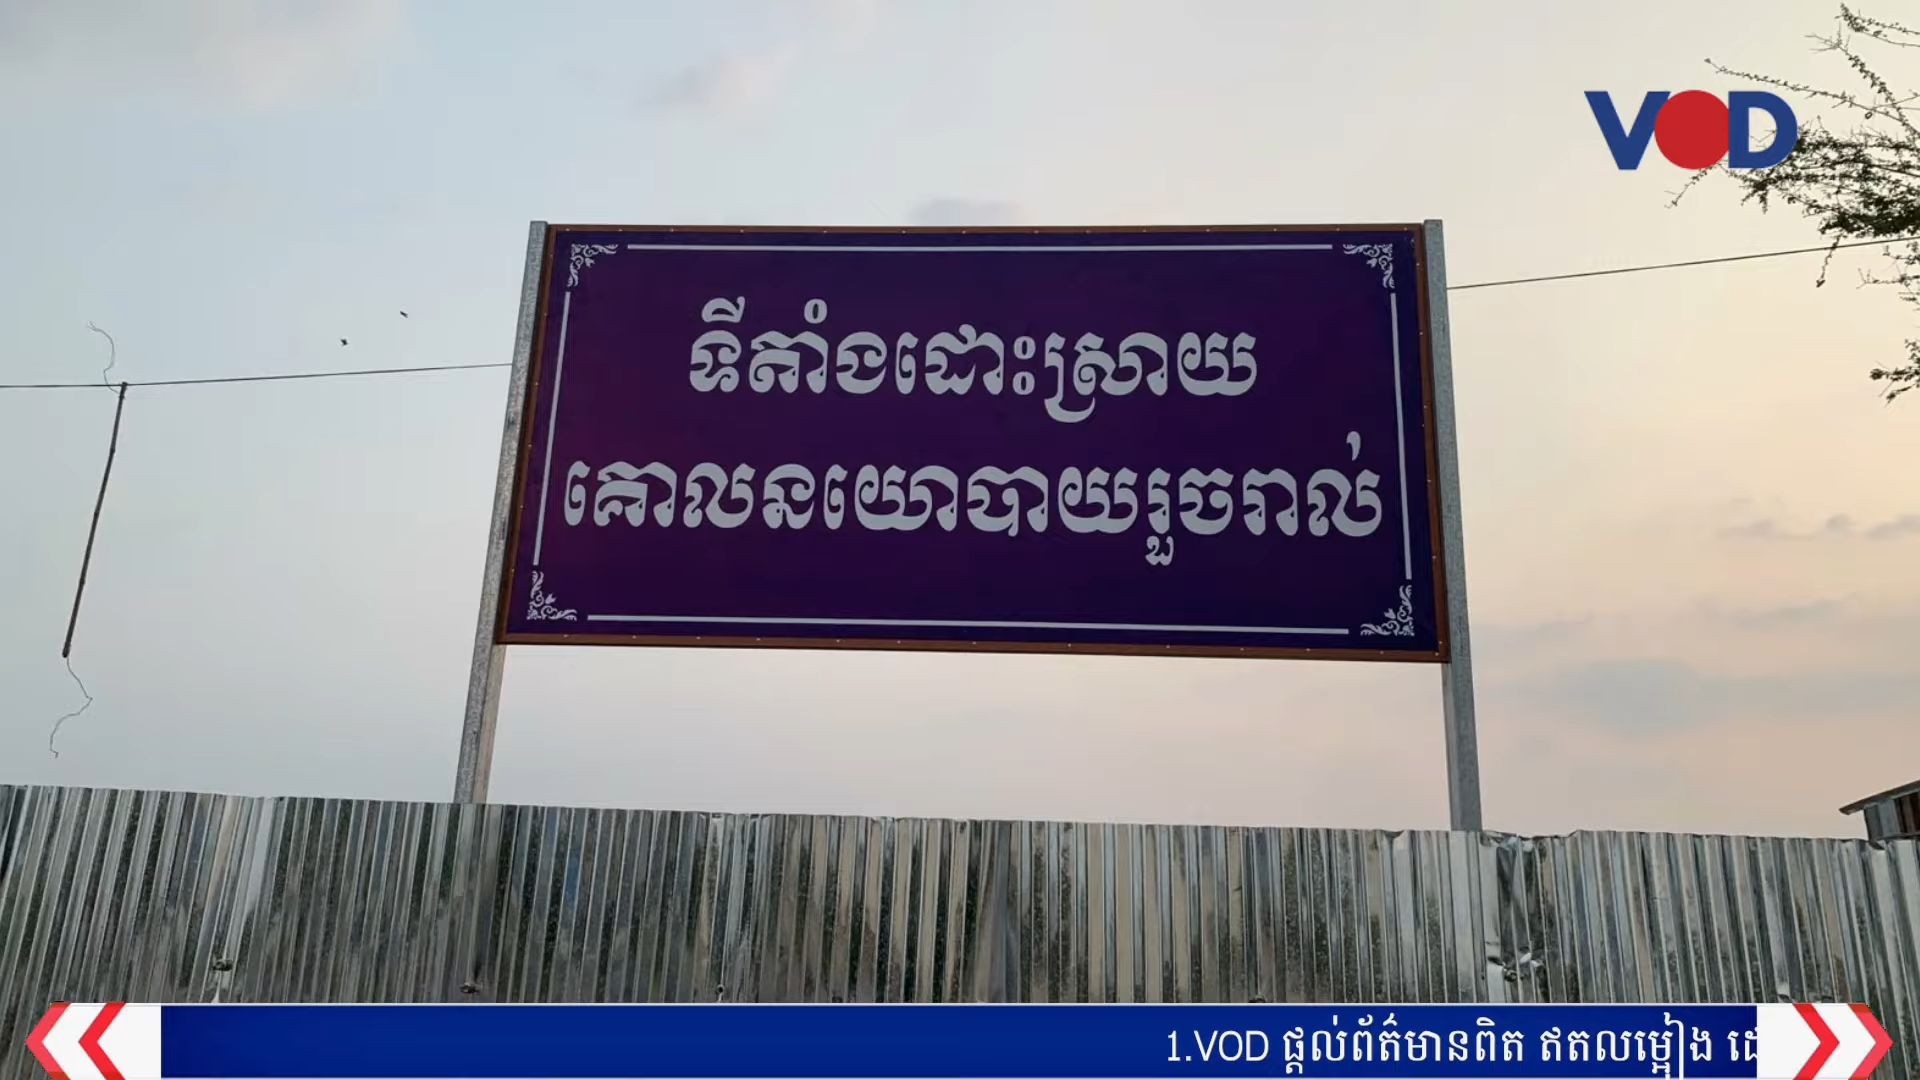 VOD
ទីតាំងដោះស្រាយ
គោលនយោបាយរួចរាល់
1.VOD ផ្តល់ព័ត៌មានពិត ឥតលម្អៀង